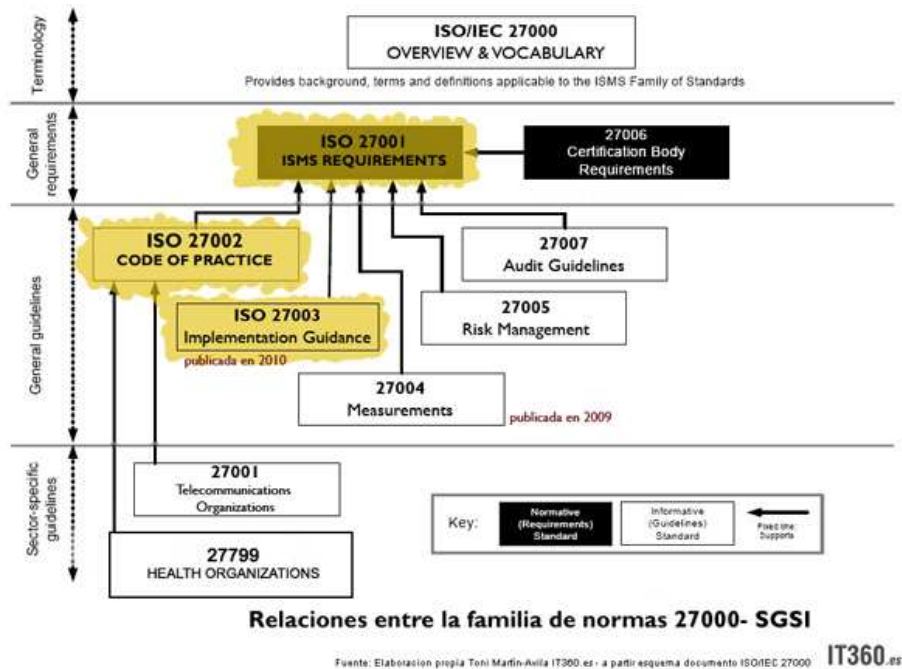 Terminology
ISO/IEC 27000
OVERVIEW & VOCABULARY
Provides background, terms and definitions applicable to the ISMS Family of Standards
General
requirements
ISO 27001
ISMS REQUIREMENTS
27006
Certification Body
Requirements
General guidelines
ISO 27002
CODE OF PRACTICE
27007
Audit Guidelines
27005
Risk Management
ISO 27003
Implementation Guidance
publicada en 2010
27004
Measurements
publicada en 2009
Sector-specific
guidelines
27001
Telecommunications
Organizations
27799
HEALTH ORGANIZATIONS
Key:
Normative
(Requirements)
Standard
Informative
(Guidelines)
Standard
Fixed line:
Supports
Relaciones entre la familia de normas 27000- SGSI
Fuente: Elaboracion propia Toni Martin-Avila IT360.es - a partir esquema documento ISO/IEC 27000
IT360.es